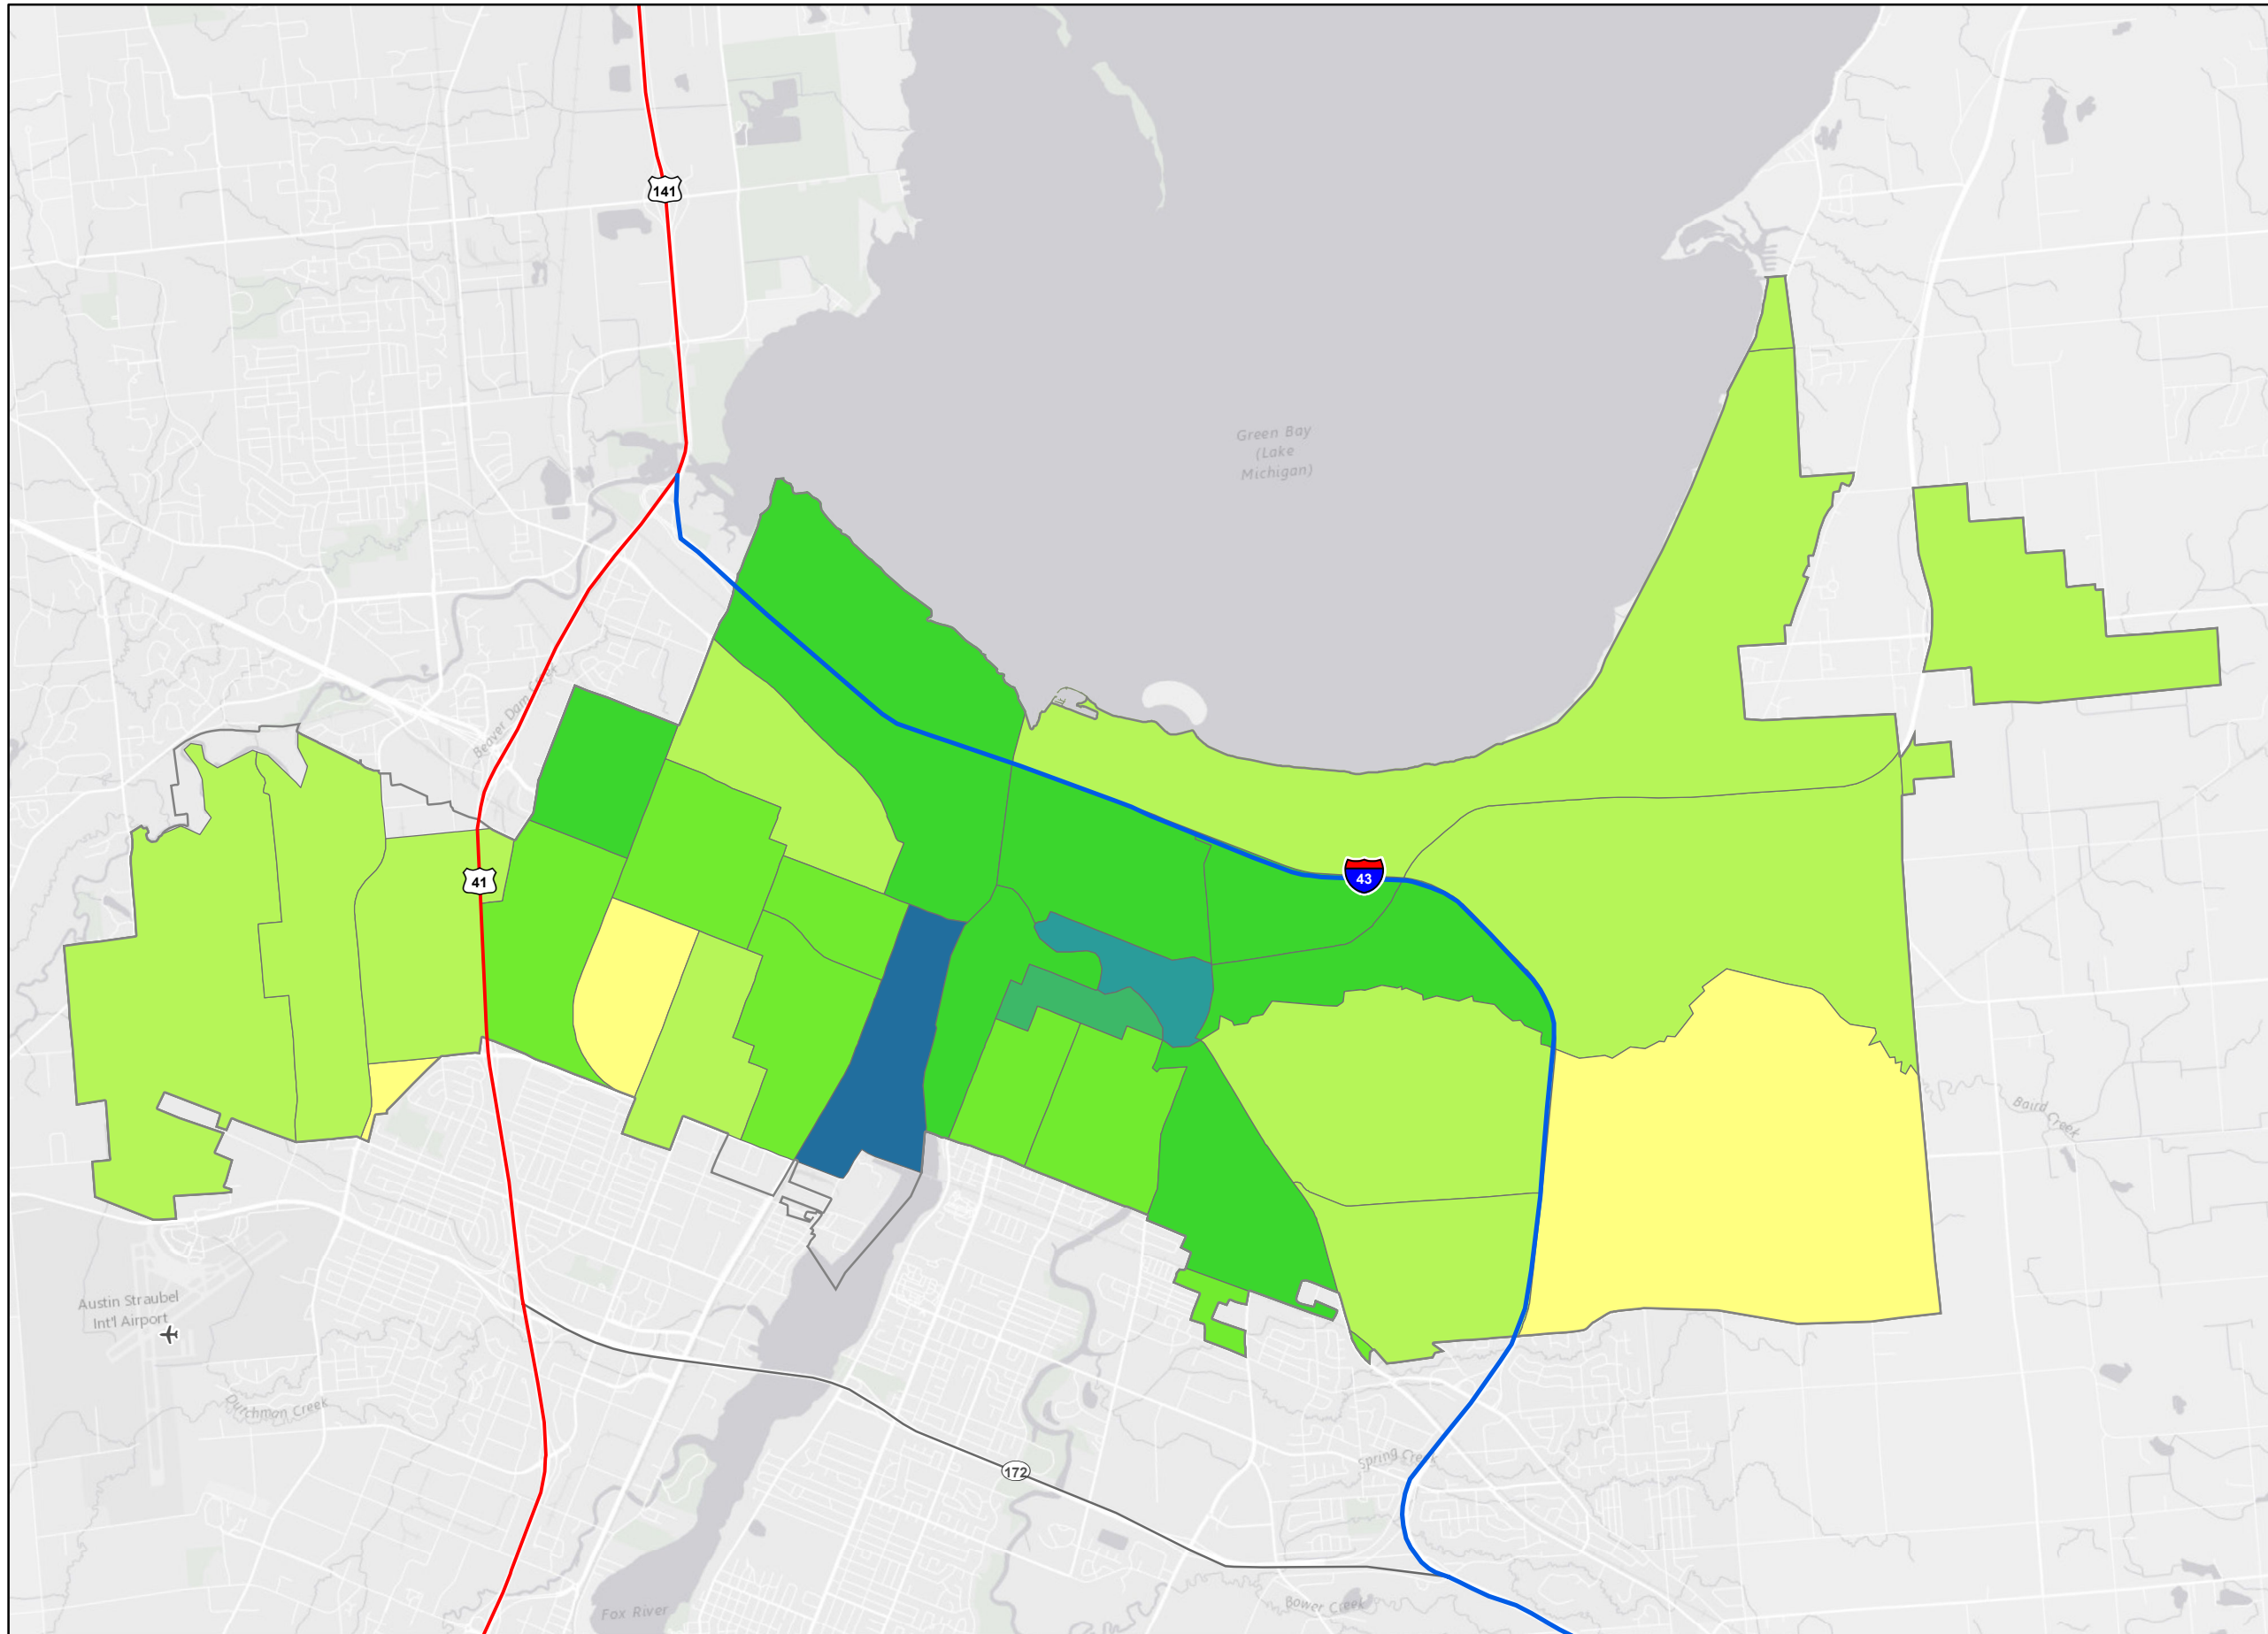 141
Green Bay
(Lake
Michigan)
Beaver Dam Creek
41
43
Baird Creek
Austin Straubel
Int'l Airport
Dutchman Creek
Spring Creek
172
Fox River
Bower Creek